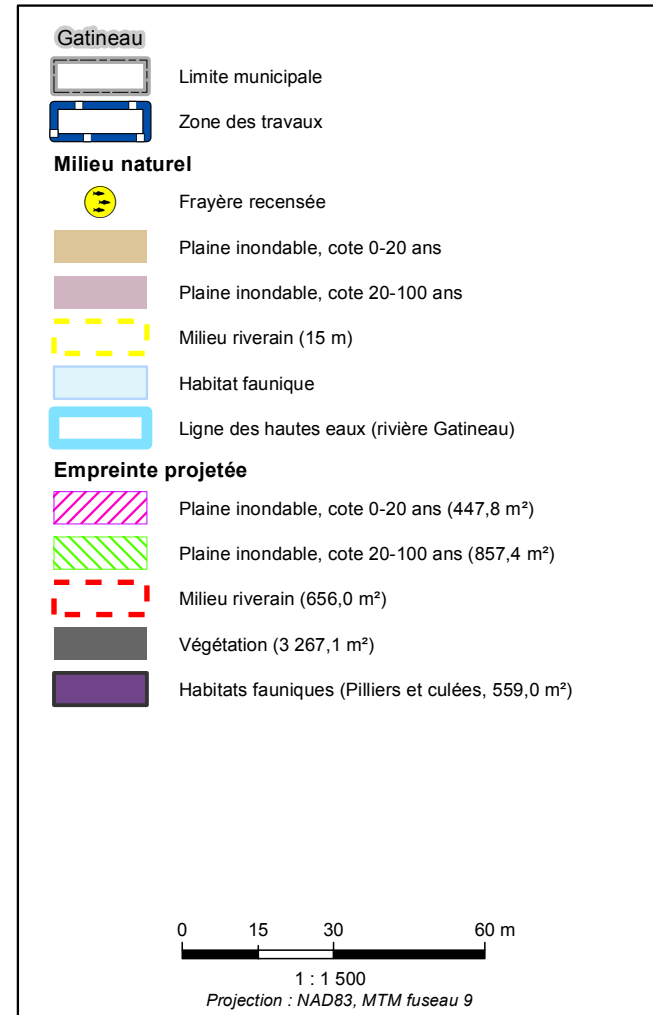 Gatineau
Limite municipale
Zone des travaux
Milieu naturel
Frayère recensée
Plaine inondable, cote 0-20 ans
Plaine inondable, cote 20-100 ans
Milieu riverain (15 m)
Habitat faunique
Ligne des hautes eaux (rivière Gatineau)
Empreinte projetée
Plaine inondable, cote 0-20 ans (447,8 m²)
Plaine inondable, cote 20-100 ans (857,4 m²)
Milieu riverain (656,0 m²)
Végétation (3 267,1 m²)
Habitats fauniques (Pilliers et culées, 559,0 m²)
0 15 30 60 m
1 : 1 500
Projection : NAD83, MTM fuseau 9